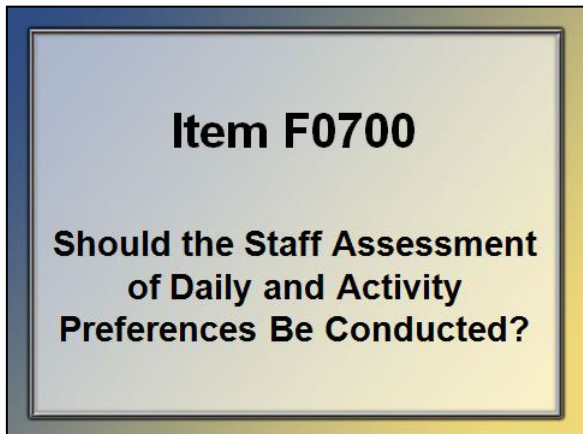 Item F0700
Should the Staff Assessment
of Daily and Activity
Preferences Be Conducted?